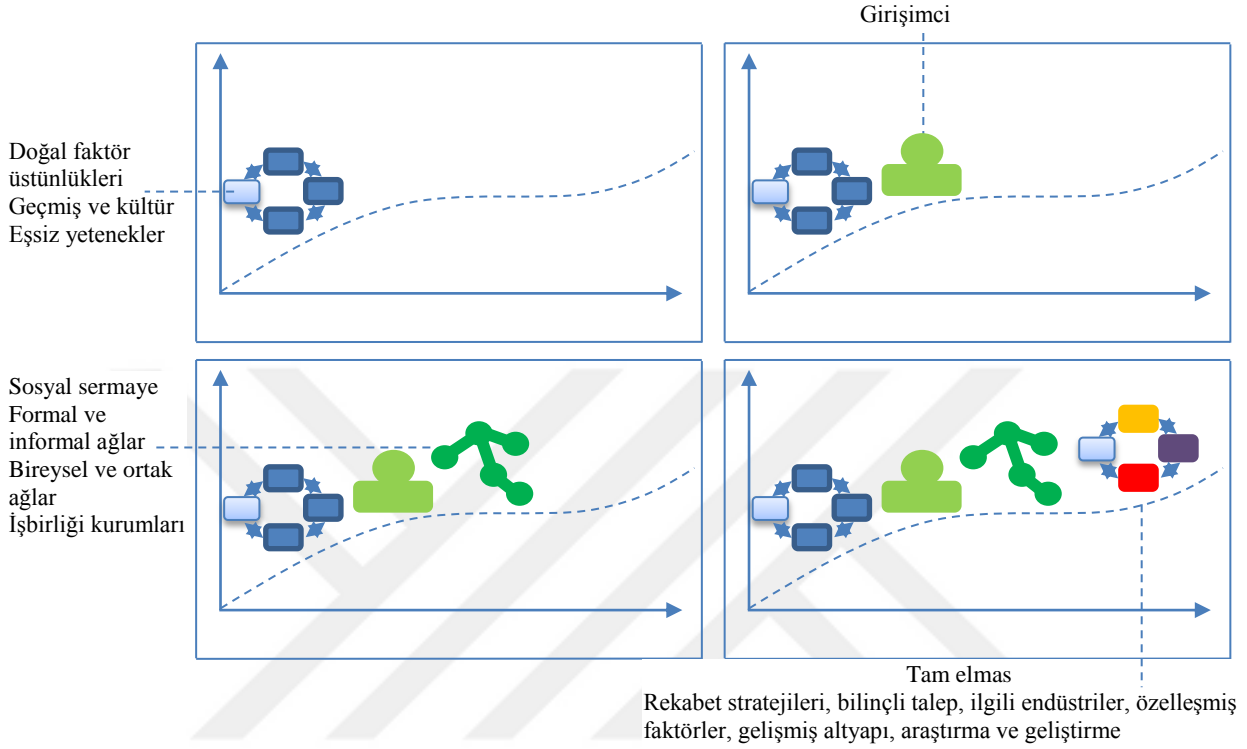 Girişimci
Doğal faktör
üstünlükleri
Geçmiş ve kültür
Eşsiz yetenekler
Sosyal sermaye
Formal ve
informal ağlar
Bireysel ve ortak
ağlar
İşbirliği kurumları
Tam elmas
Rekabet stratejileri, bilinçli talep, ilgili endüstriler, özelleşmiş
faktörler, gelişmiş altyapı, araştırma ve geliştirme